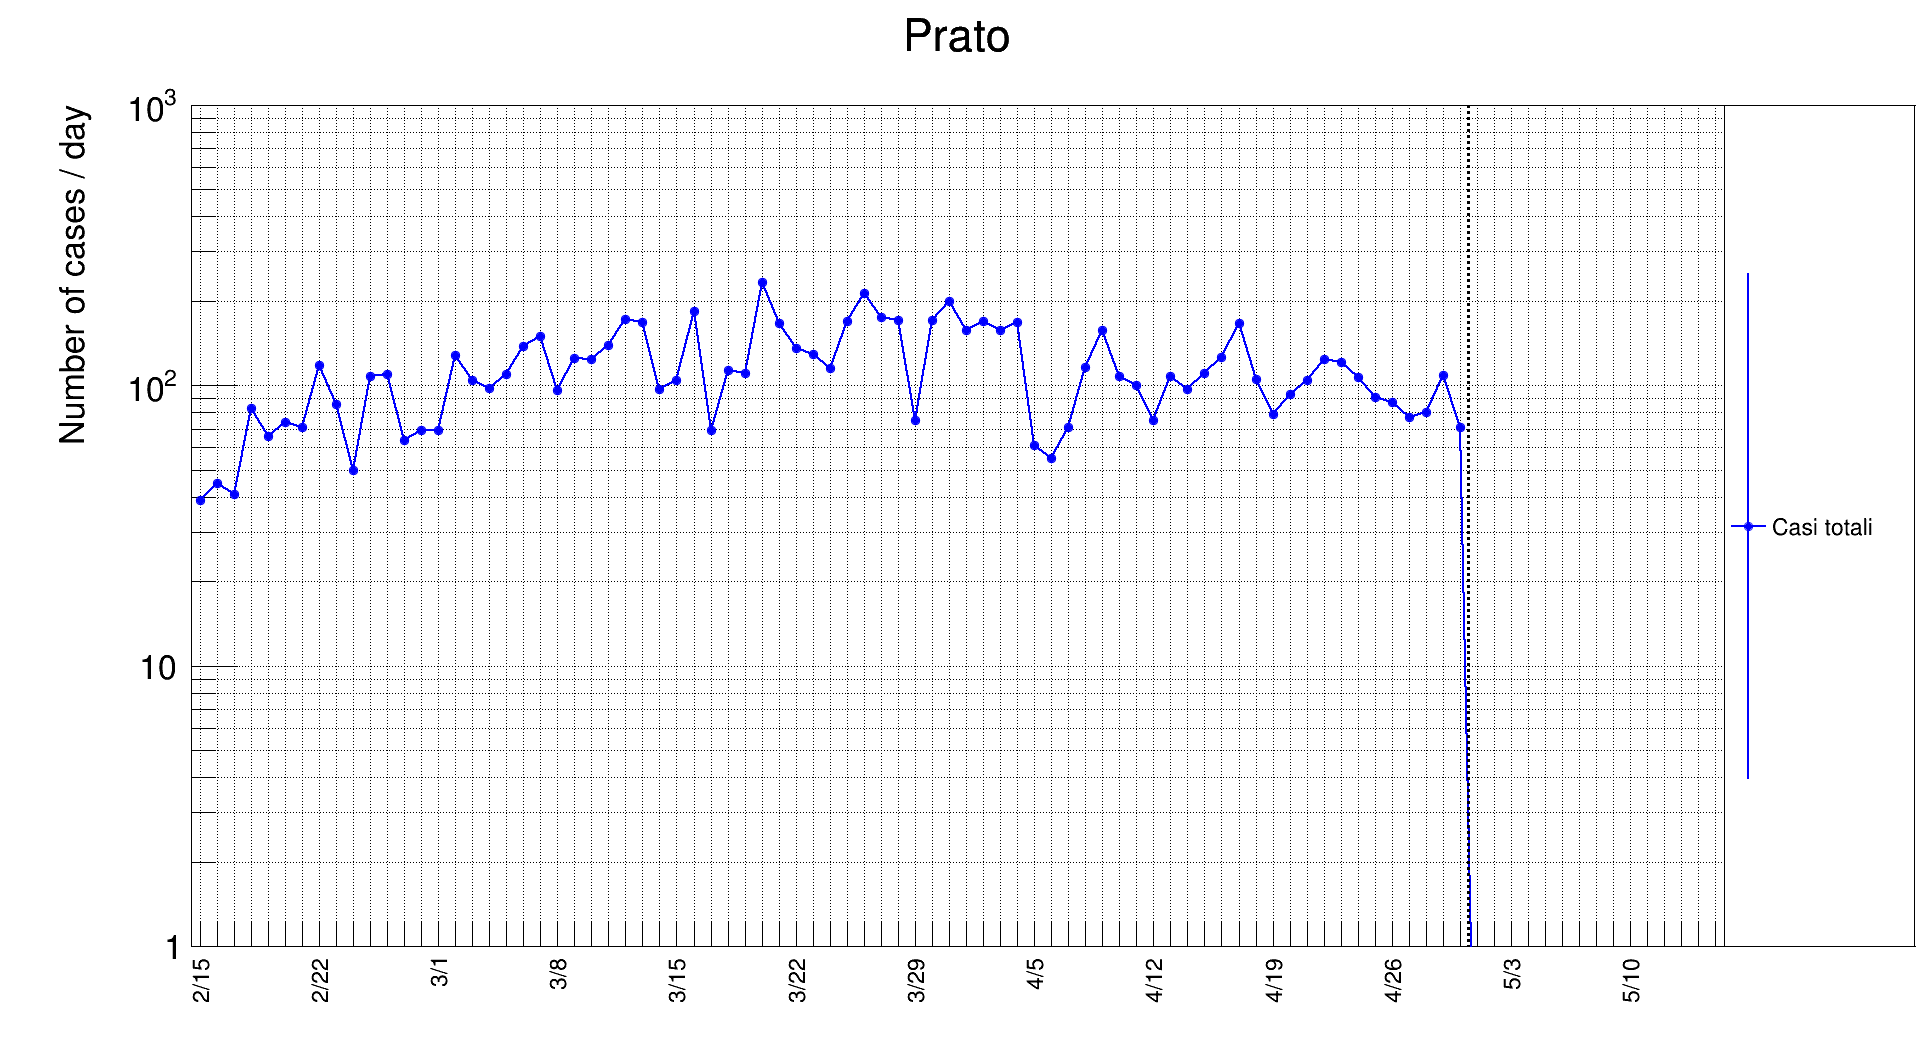 Prato
Number of cases / day
10³
10²
10
1
2/15 2/22 3/1 3/8 3/15 3/22 3/29 4/5 4/12 4/19 4/26 5/3 5/10
Casi totali